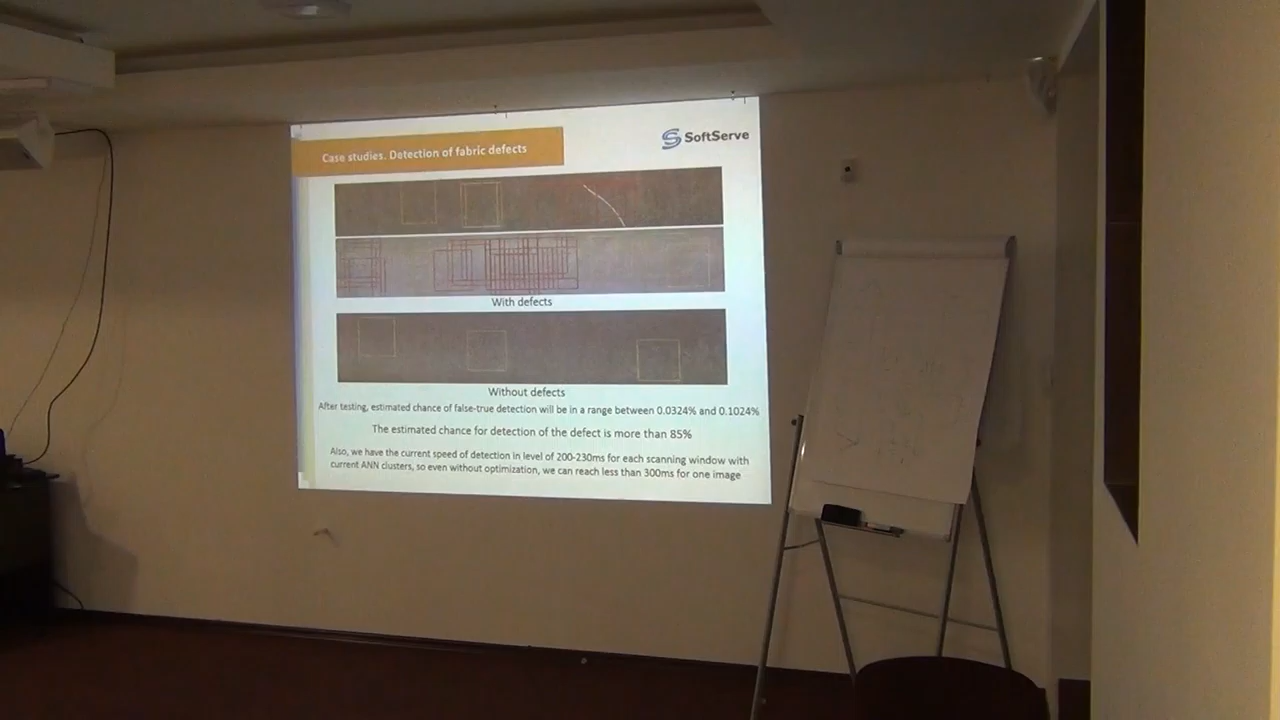 Case studies. Detection of fabric defects
SoftServe
With defects
Without defects
After testing, estimated chance of false-true detection will be in a range between 0.0324% and 0.1024%
The estimated chance for detection of the defect is more than 85%
Also, we have the current speed of detection in level of 200-230ms for each scanning window with
current ANN clusters, so even without optimization, we can reach less than 300ms for one image